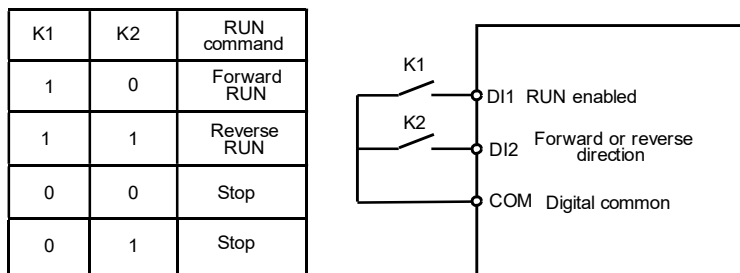 K1 K2 RUN
command
1 0 Forward
RUN
1 1 Reverse
RUN
0 0 Stop
0 1 Stop
K1
DI1 RUN enabled
K2
DI2 Forward or reverse
direction
COM Digital common